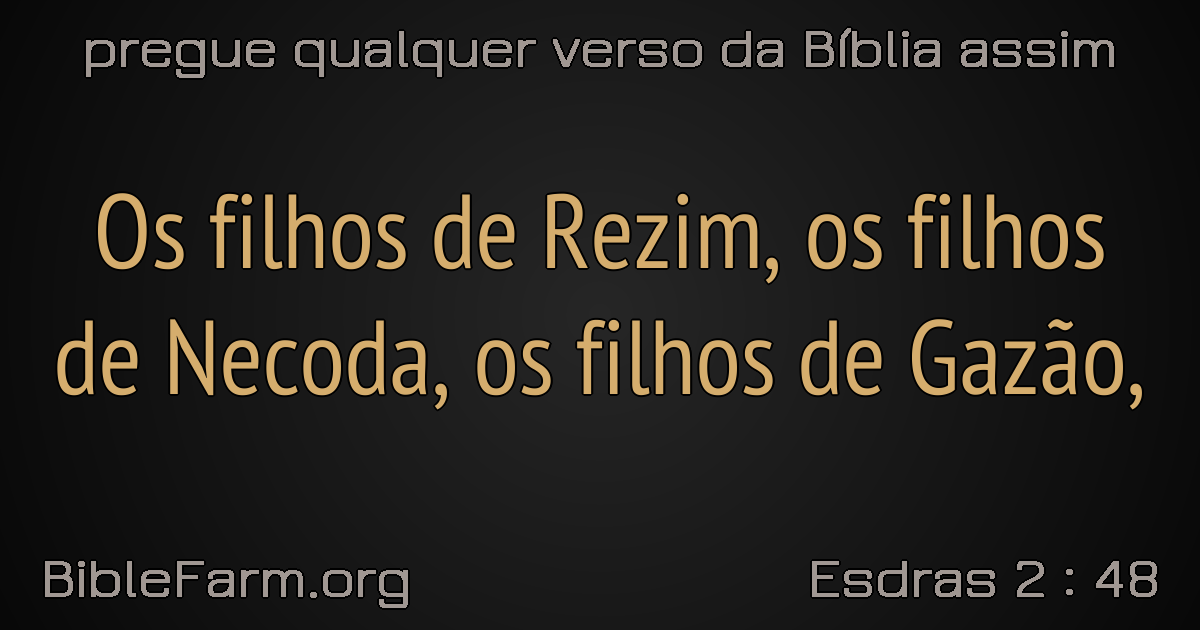 pregue qualquer verso da Bíblia assim
Os filhos de Rezim, os filhos
de Necoda, os filhos de Gazão,
BibleFarm.org
Esdras 2 : 48